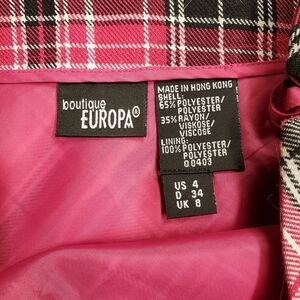 boutique
EUROPA®
MADE IN HONG KONG
SHELL:
65% POLYESTER/
POLYESTER
35% RAYON/
VISKOSE/
VISCOSE
LINING:
100% POLYESTER/
POLYESTER
00403
US 4
D 34
UK 8